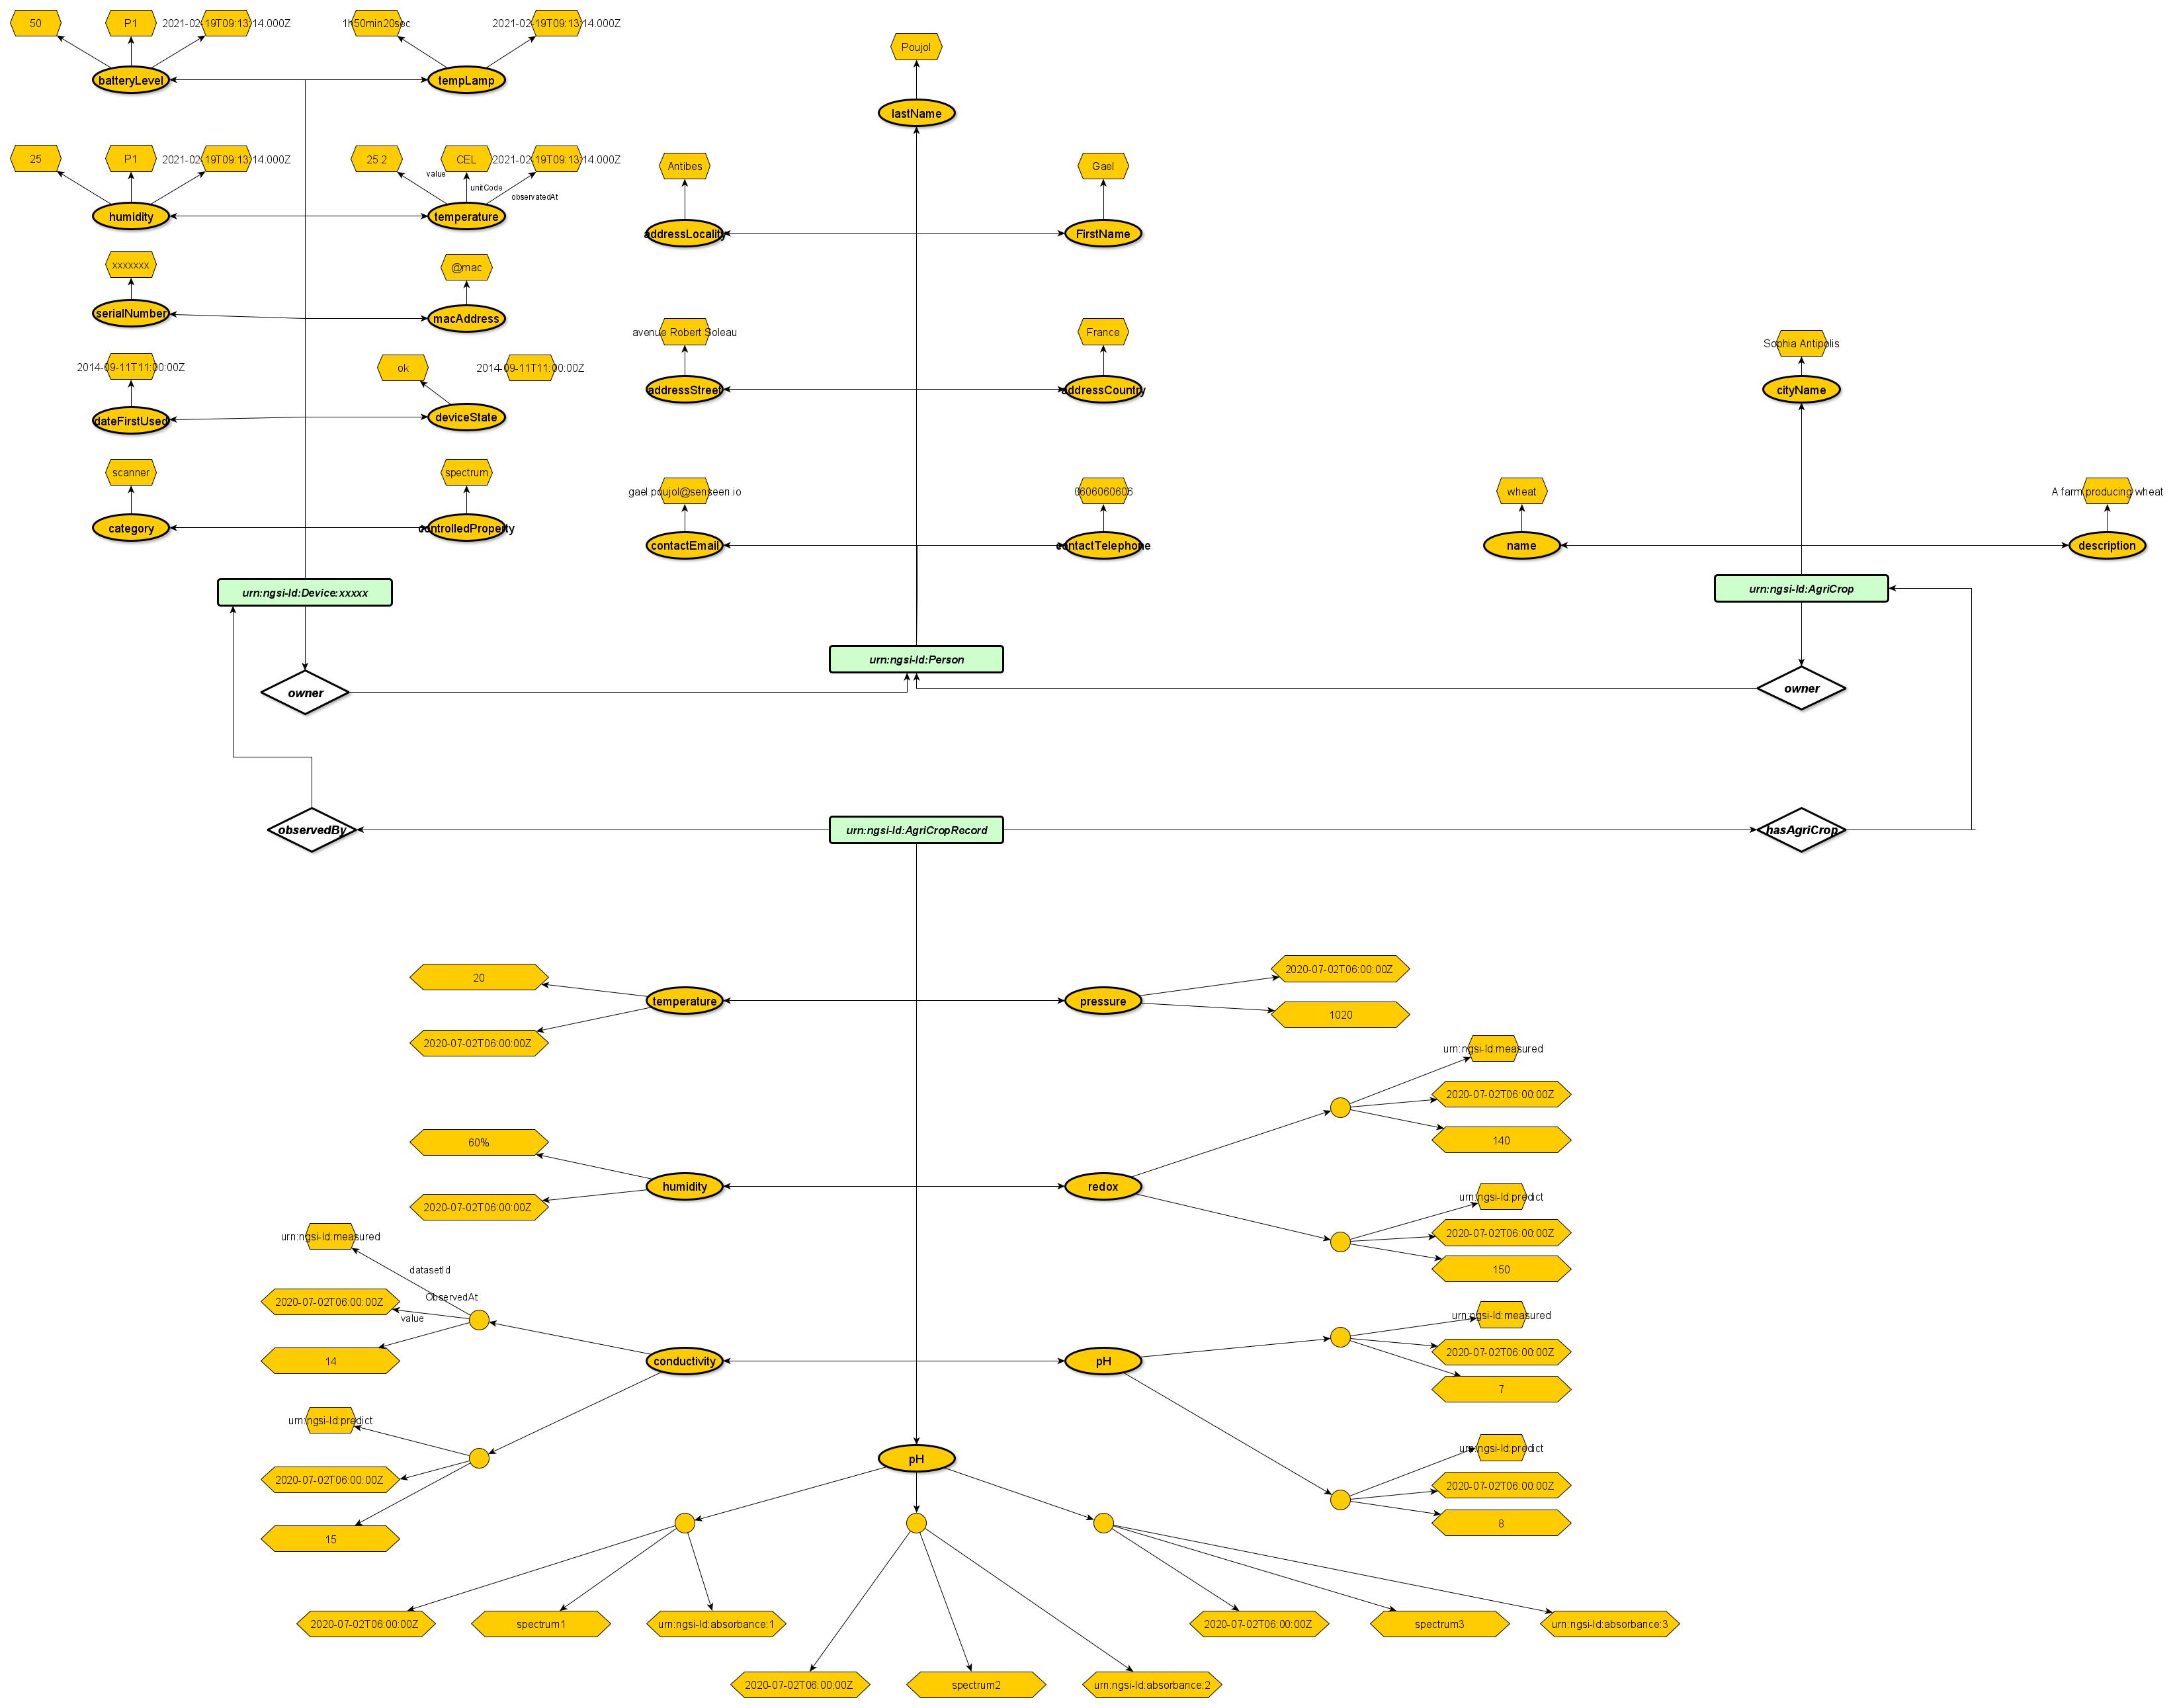 50
P1
2021-02-19T09:13:14.000Z
1h50min20sec
2021-02-19T09:13:14.000Z
batteryLevel
tempLamp
25
P1
2021-02-19T09:13:14.000Z
25.2
CEL
2021-02-19T09:13:14.000Z
value
unitCode
observatedAt
humidity
temperature
xxxxxxx
@mac
serialNumber
macAddress
2014-09-11T11:00:00Z
ok
2014-09-11T11:00:00Z
dateFirstUsed
deviceState
scanner
spectrum
category
controlledProperty
urn:ngsi-ld:Device:xxxxx
owner
Poujol
lastName
Antibes
Gael
addressLocality
FirstName
avenue Robert Soleau
France
addressStreet
addressCountry
gael.poujol@senseen.io
0606060606
contactEmail
contactTelephone
urn:ngsi-ld:Person
Sophia Antipolis
cityName
wheat
A farm producing wheat
name
description
urn:ngsi-ld:AgriCrop
owner
observedBy
urn:ngsi-ld:AgriCropRecord
hasAgriCrop
20
temperature
2020-07-02T06:00:00Z
2020-07-02T06:00:00Z
pressure
1020
60%
humidity
2020-07-02T06:00:00Z
urn:ngsi-ld:measured
2020-07-02T06:00:00Z
140
redox
urn:ngsi-ld:predict
2020-07-02T06:00:00Z
150
urn:ngsi-ld:measured
datasetId
ObservedAt
2020-07-02T06:00:00Z
value
14
conductivity
urn:ngsi-ld:predict
2020-07-02T06:00:00Z
15
urn:ngsi-ld:measured
2020-07-02T06:00:00Z
pH
7
urn:ngsi-ld:predict
2020-07-02T06:00:00Z
8
pH
2020-07-02T06:00:00Z
spectrum1
urn:ngsi-ld:absorbance:1
2020-07-02T06:00:00Z
spectrum3
urn:ngsi-ld:absorbance:3
2020-07-02T06:00:00Z
spectrum2
urn:ngsi-ld:absorbance:2